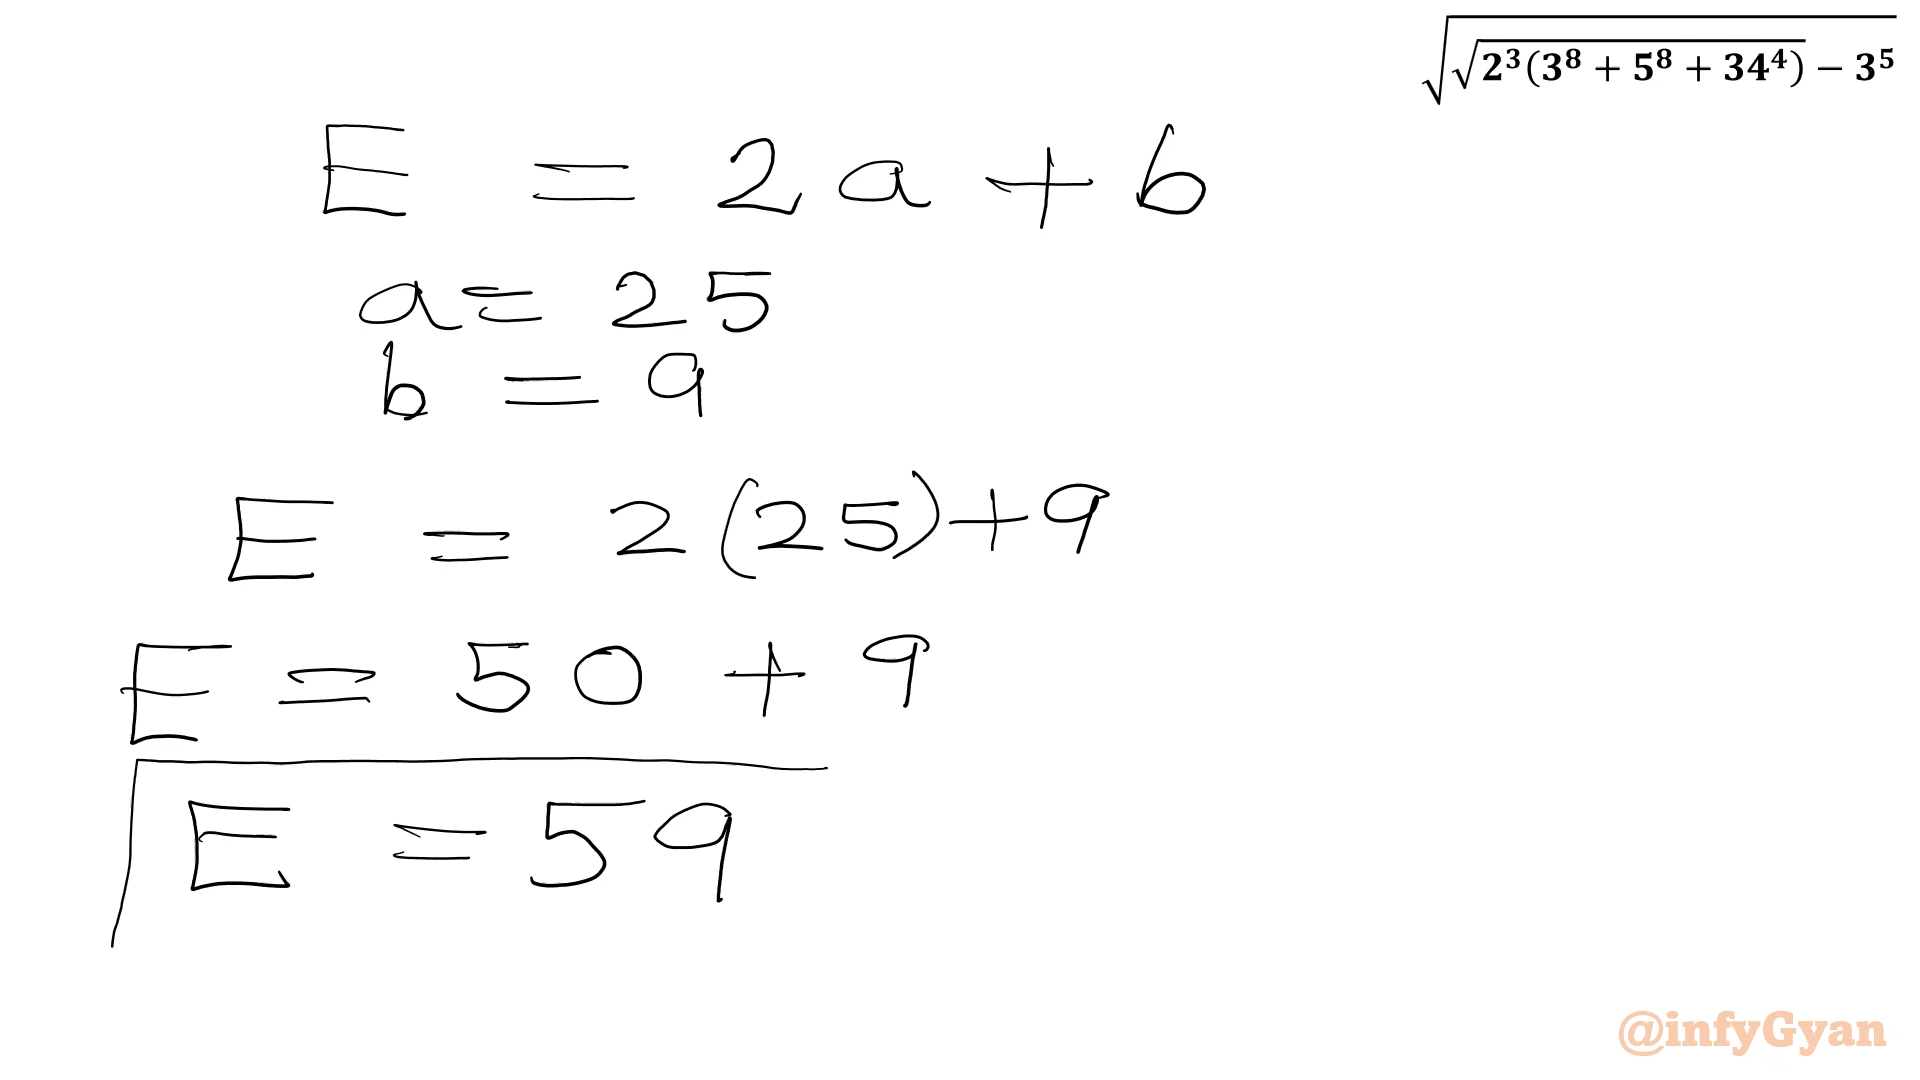 √(√(2³(3⁸ + 5⁸ + 34⁴)) − 3⁵)
E = 2a + b
a = 25
b = 9
E = 2(25) + 9
E = 50 + 9
E = 59
@infyGyan